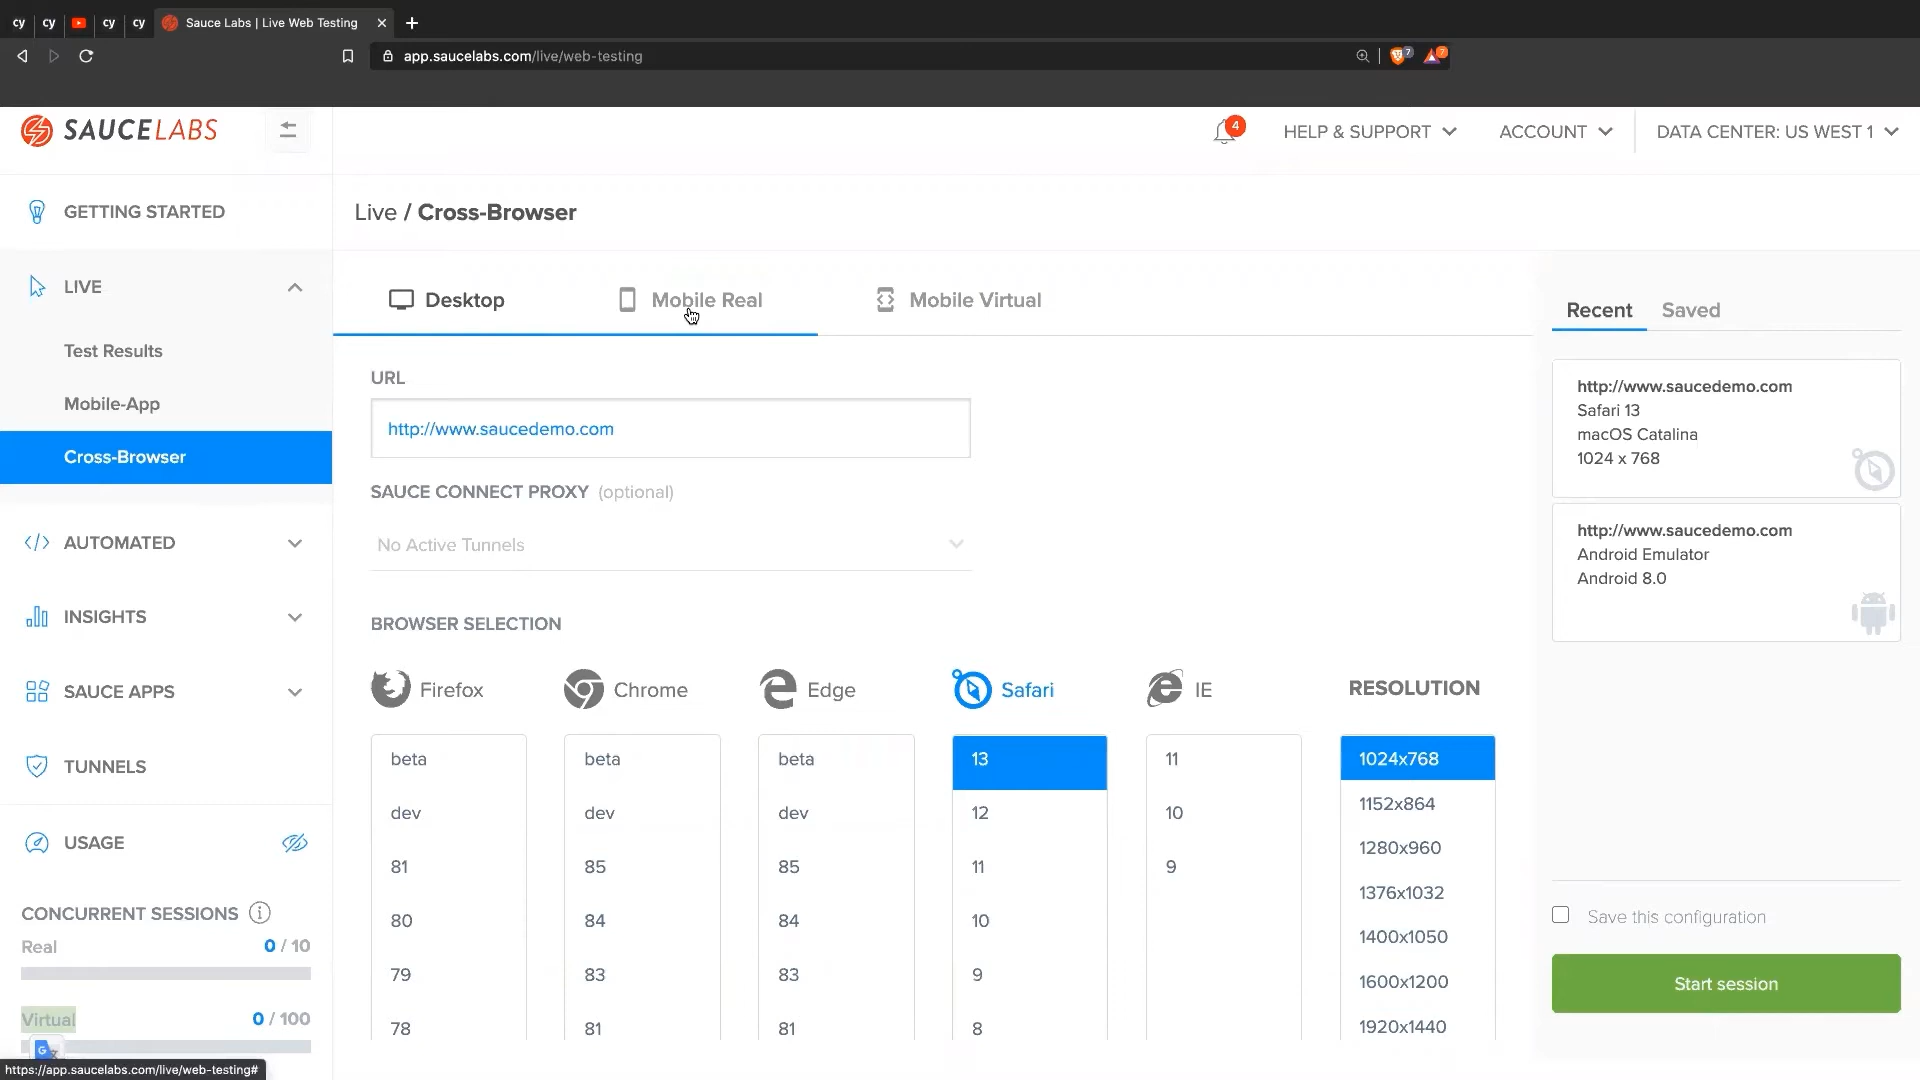 cy cy cy cy Sauce Labs | Live Web Testing
app.saucelabs.com/live/web-testing
7 7
SAUCELABS
4
HELP & SUPPORT
ACCOUNT
DATA CENTER: US WEST 1
GETTING STARTED
LIVE
Test Results
Mobile-App
Cross-Browser
AUTOMATED
INSIGHTS
SAUCE APPS
TUNNELS
USAGE
CONCURRENT SESSIONS
Real 0 / 10
Virtual 0 / 100
https://app.saucelabs.com/live/web-testing#
Live / Cross-Browser
Desktop
Mobile Real
Mobile Virtual
URL
http://www.saucedemo.com
SAUCE CONNECT PROXY (optional)
No Active Tunnels
BROWSER SELECTION
Firefox
beta
dev
81
80
79
78
Chrome
beta
dev
85
84
83
81
Edge
beta
dev
85
84
83
81
Safari
13
12
11
10
9
8
IE
11
10
9
RESOLUTION
1024x768
1152x864
1280x960
1376x1032
1400x1050
1600x1200
1920x1440
Recent
Saved
http://www.saucedemo.com
Safari 13
macOS Catalina
1024 x 768
http://www.saucedemo.com
Android Emulator
Android 8.0
Save this configuration
Start session